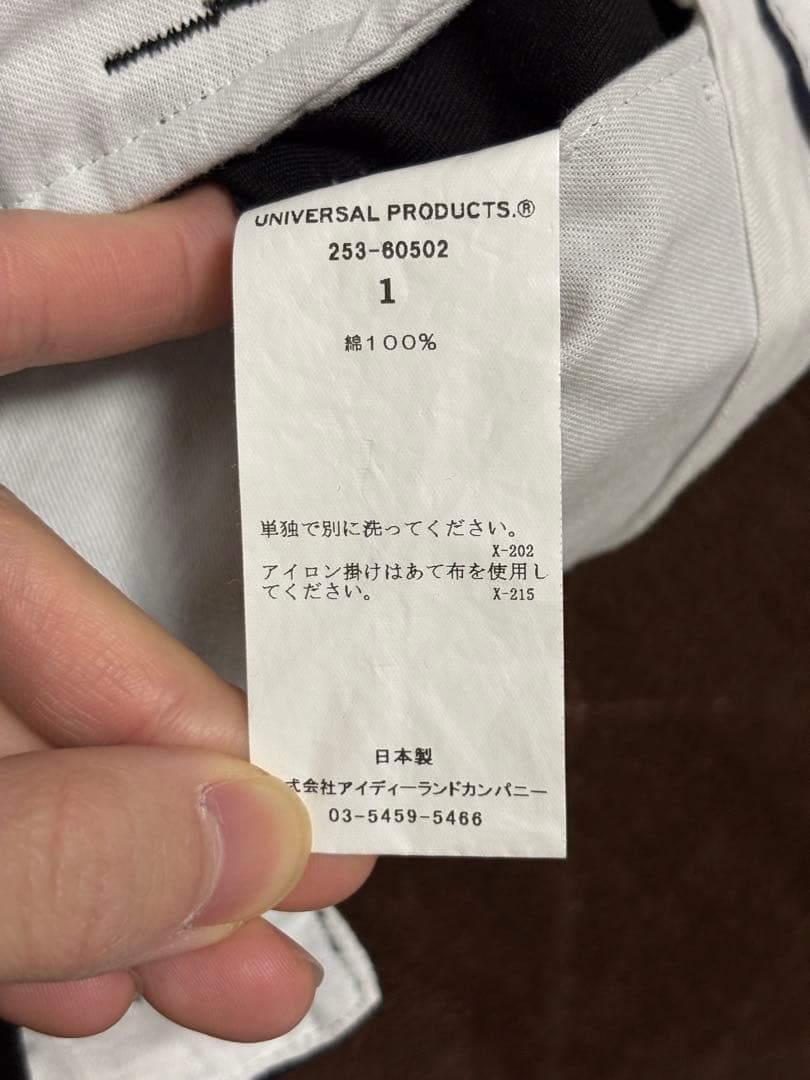 UNIVERSAL PRODUCTS.®
253-60502
1
綿100%
単独で別に洗ってください。
X-202
アイロン掛けはあて布を使用し
てください。 X-215
日本製
式会社アイディーランドカンパニー
03-5459-5466